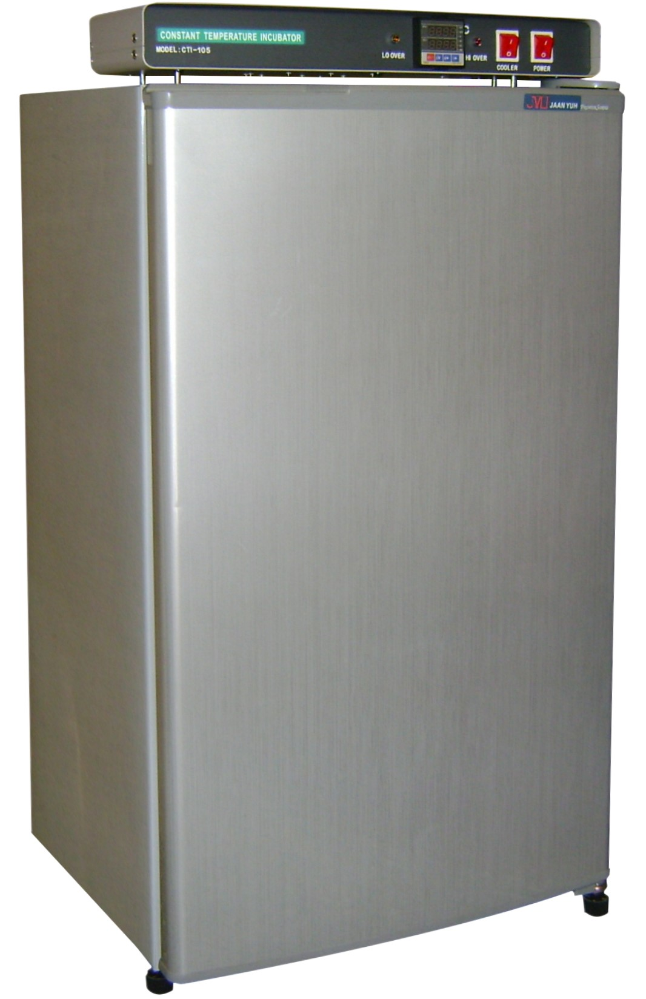 CONSTANT TEMPERATURE INCUBATOR
MODEL: CTI-105
LO OVER
HI OVER
COOLER
POWER
JAAN YUH